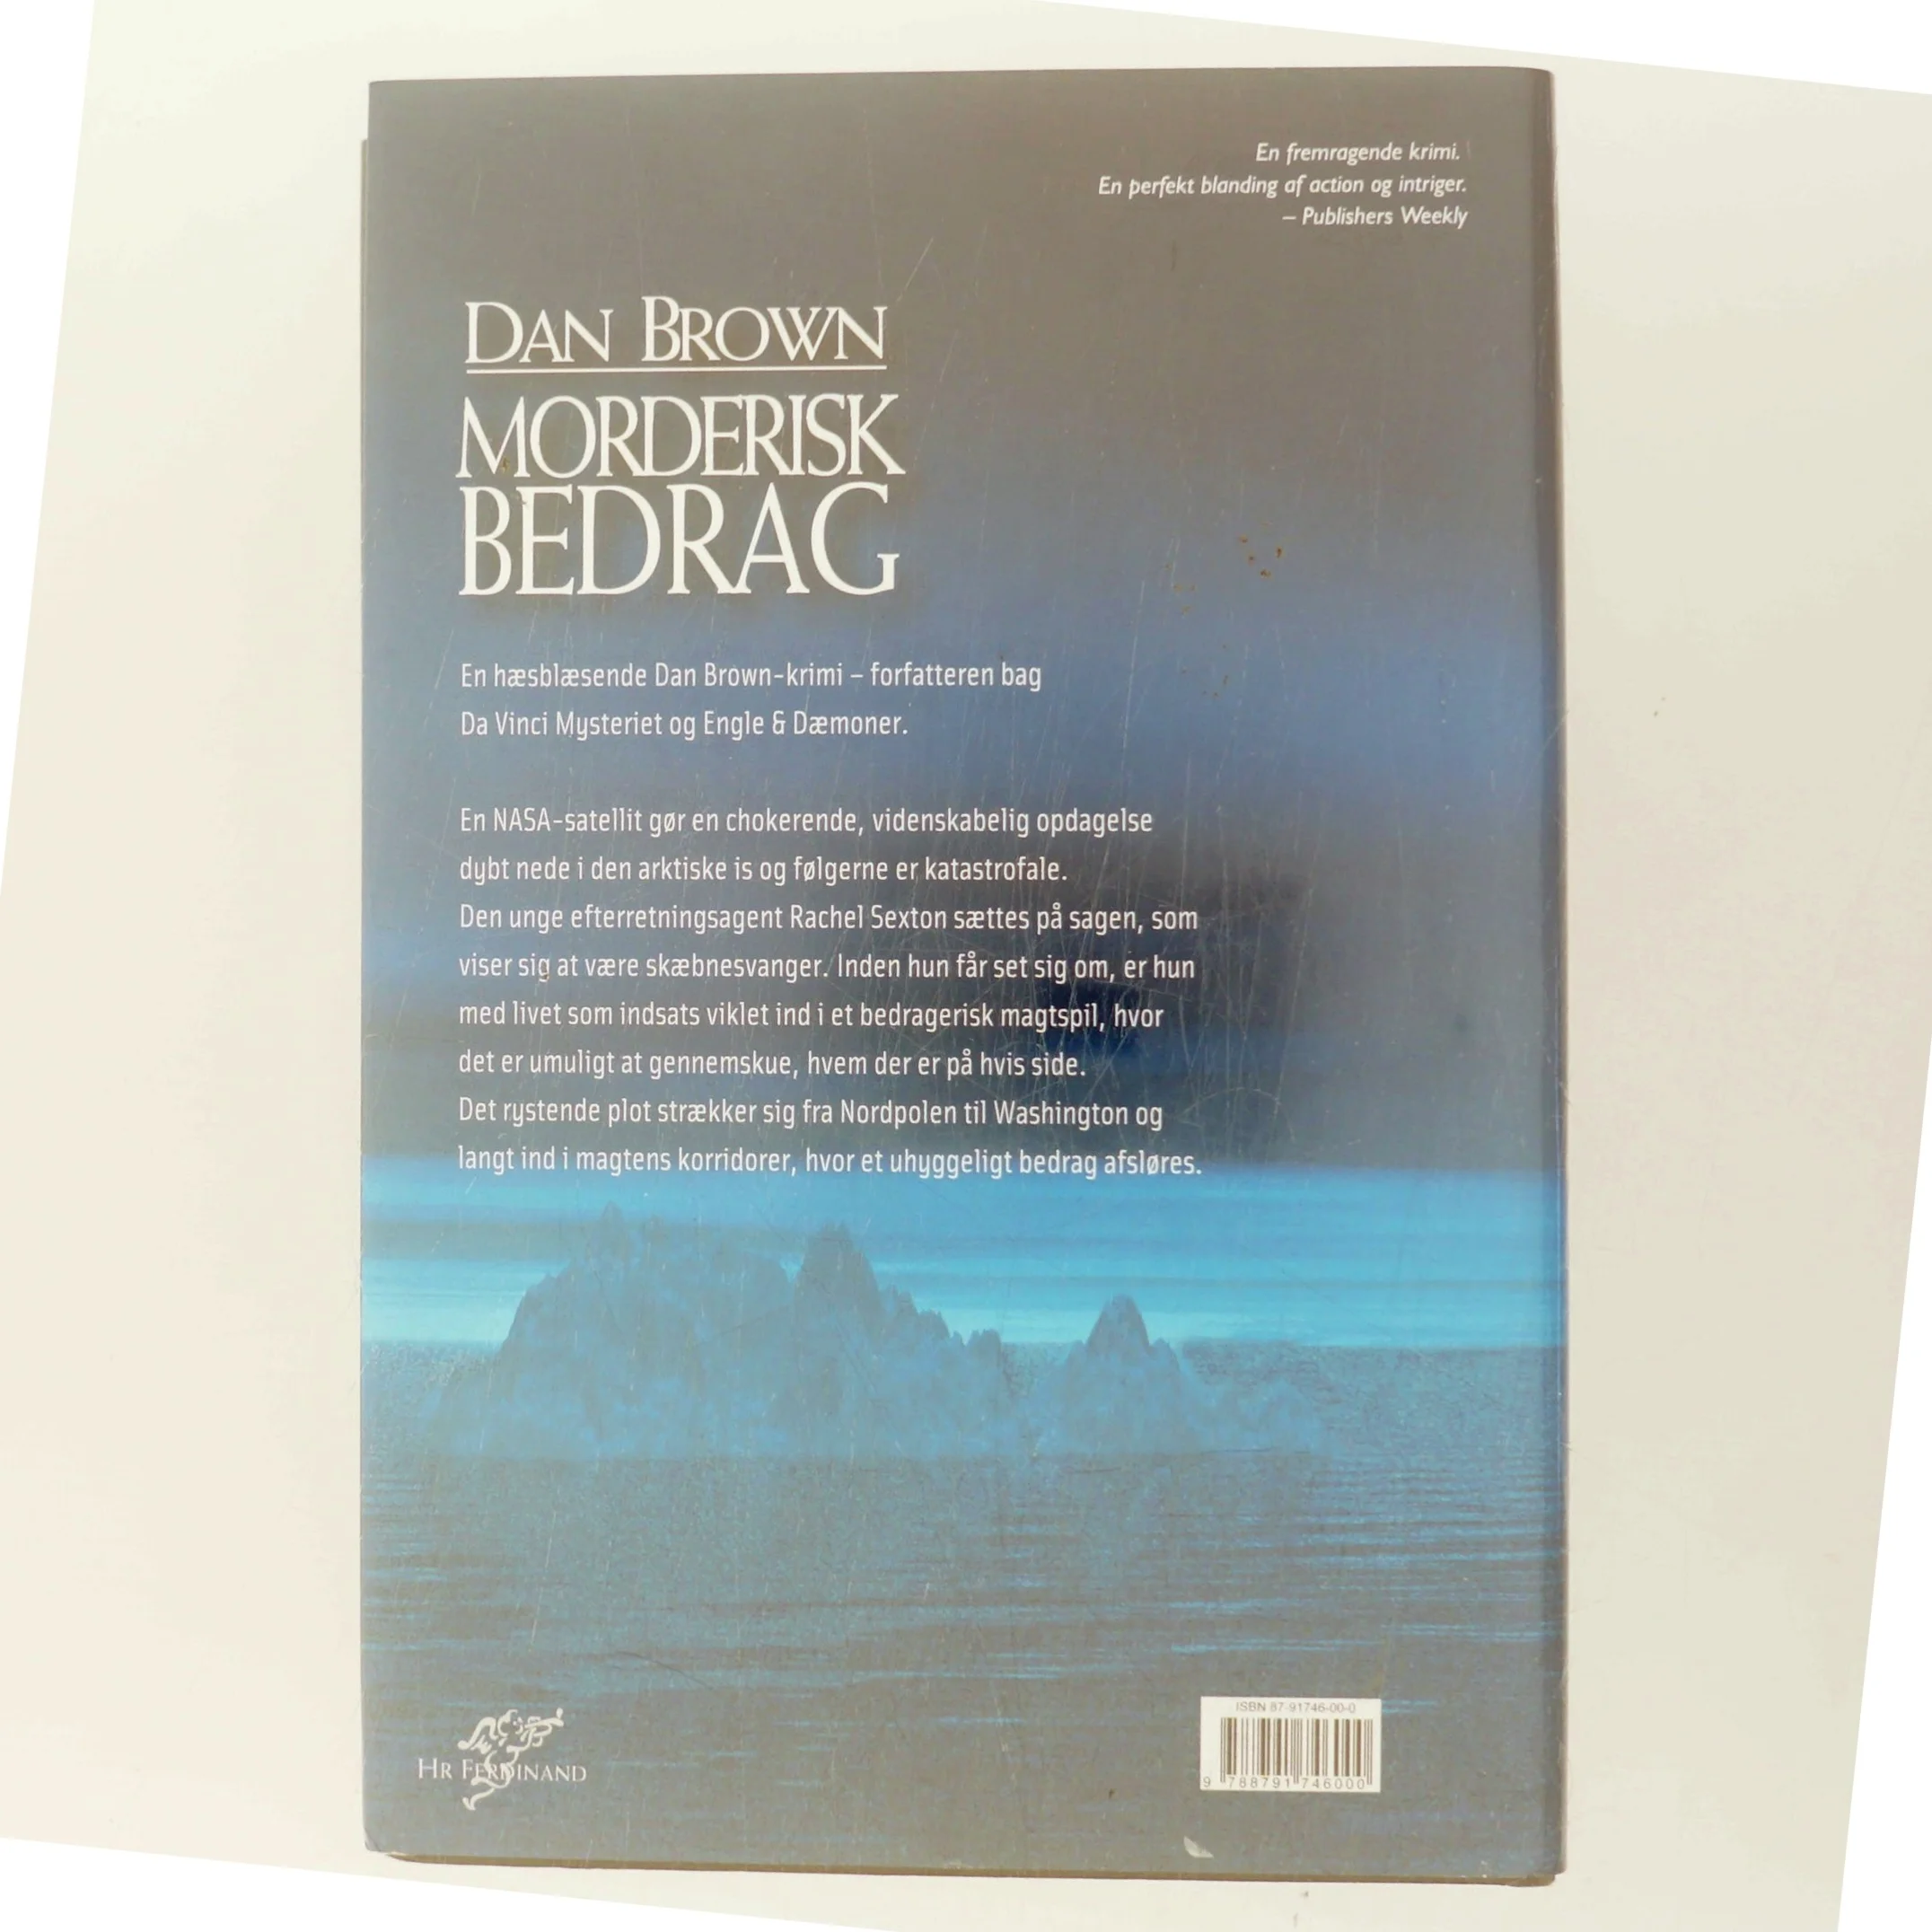 En fremragende krimi.
En perfekt blanding af action og intriger.
– Publishers Weekly
DAN BROWN
MORDERISK
BEDRAG
En hæsblæsende Dan Brown-krimi – forfatteren bag
Da Vinci Mysteriet og Engle & Dæmoner.
En NASA-satellit gør en chokerende, videnskabelig opdagelse
dybt nede i den arktiske is og følgerne er katastrofale.
Den unge efterretningsagent Rachel Sexton sættes på sagen, som
viser sig at være skæbnesvanger. Inden hun får set sig om, er hun
med livet som indsats viklet ind i et bedragerisk magtspil, hvor
det er umuligt at gennemskue, hvem der er på hvis side.
Det rystende plot strækker sig fra Nordpolen til Washington og
langt ind i magtens korridorer, hvor et uhyggeligt bedrag afsløres.
HR FERDINAND
ISBN 87-91746-00-0
9 788791 746000